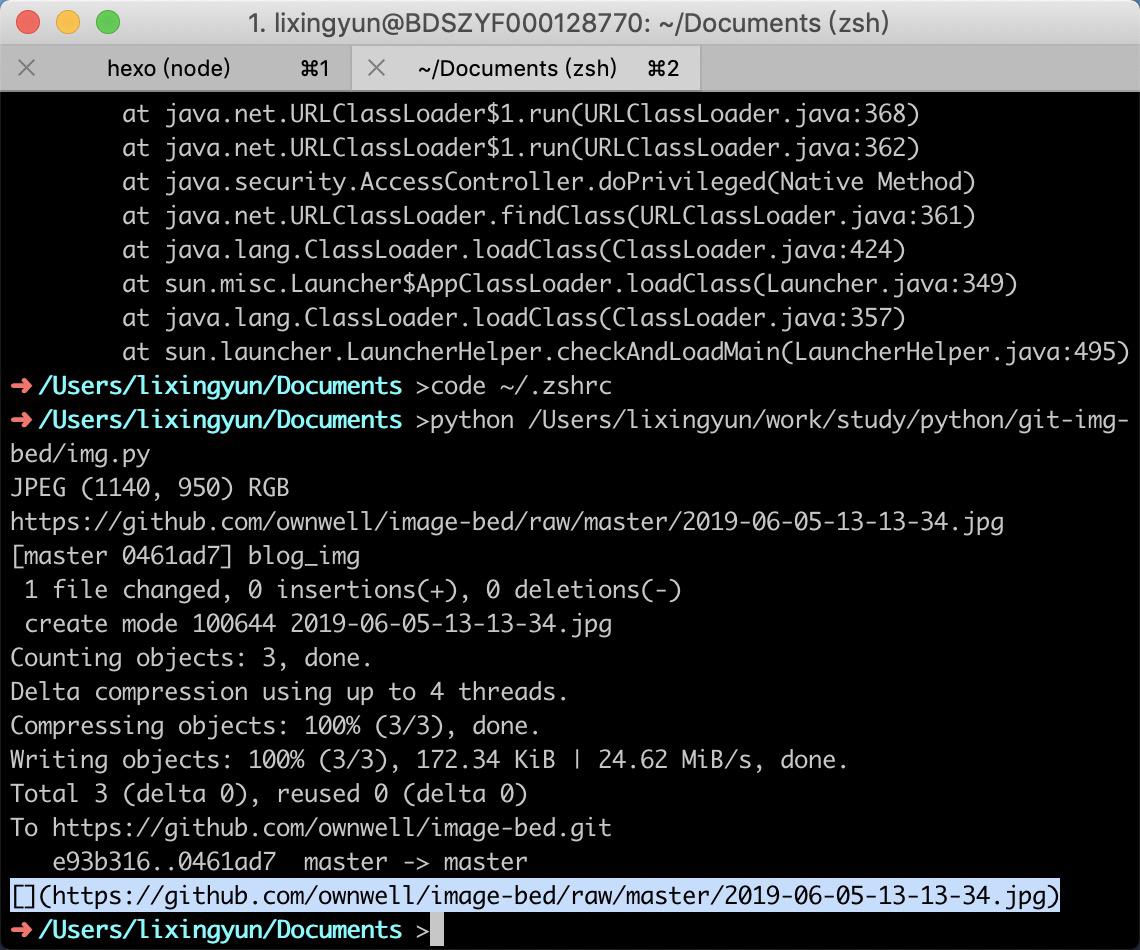 1. lixingyun@BDSZYF000128770: ~/Documents (zsh)
hexo (node) ⌘1 ~/Documents (zsh) ⌘2
at java.net.URLClassLoader$1.run(URLClassLoader.java:368)
at java.net.URLClassLoader$1.run(URLClassLoader.java:362)
at java.security.AccessController.doPrivileged(Native Method)
at java.net.URLClassLoader.findClass(URLClassLoader.java:361)
at java.lang.ClassLoader.loadClass(ClassLoader.java:424)
at sun.misc.Launcher$AppClassLoader.loadClass(Launcher.java:349)
at java.lang.ClassLoader.loadClass(ClassLoader.java:357)
at sun.launcher.LauncherHelper.checkAndLoadMain(LauncherHelper.java:495)
➜ /Users/lixingyun/Documents >code ~/.zshrc
➜ /Users/lixingyun/Documents >python /Users/lixingyun/work/study/python/git-img-
bed/img.py
JPEG (1140, 950) RGB
https://github.com/ownwell/image-bed/raw/master/2019-06-05-13-13-34.jpg
[master 0461ad7] blog_img
1 file changed, 0 insertions(+), 0 deletions(-)
create mode 100644 2019-06-05-13-13-34.jpg
Counting objects: 3, done.
Delta compression using up to 4 threads.
Compressing objects: 100% (3/3), done.
Writing objects: 100% (3/3), 172.34 KiB | 24.62 MiB/s, done.
Total 3 (delta 0), reused 0 (delta 0)
To https://github.com/ownwell/image-bed.git
e93b316..0461ad7  master -> master
[](https://github.com/ownwell/image-bed/raw/master/2019-06-05-13-13-34.jpg)
➜ /Users/lixingyun/Documents >